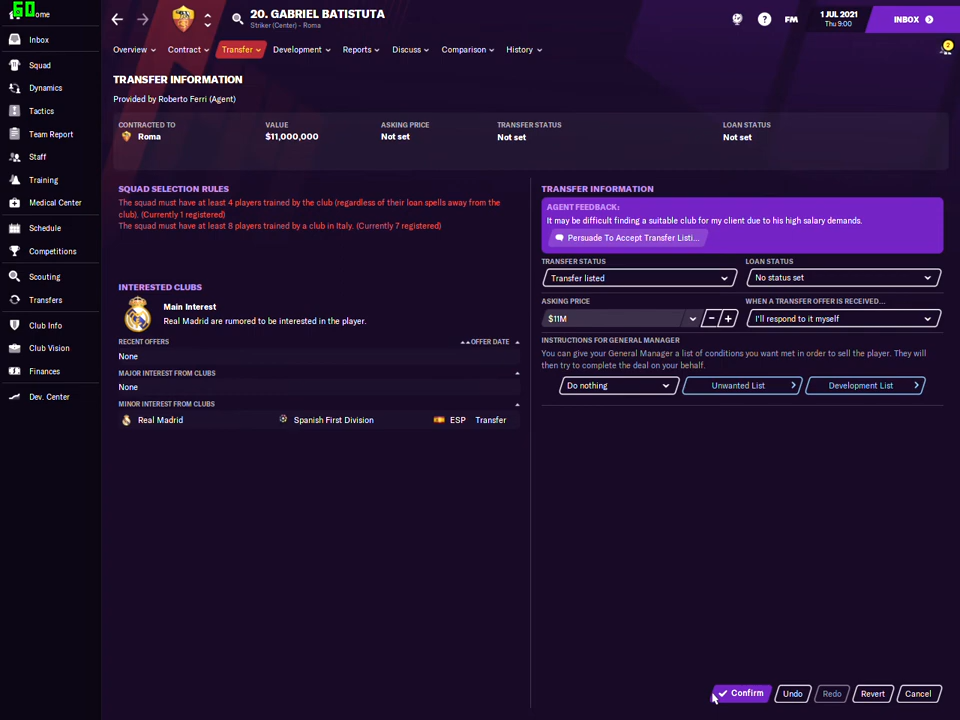 60
ome
20. GABRIEL BATISTUTA
Striker (Center) - Roma
FM
1 JUL 2021
Thu 9:00
INBOX
2
Inbox
Squad
Dynamics
Tactics
Team Report
Staff
Training
Medical Center
Schedule
Competitions
Scouting
Transfers
Club Info
Club Vision
Finances
Dev. Center
Overview
Contract
Transfer
Development
Reports
Discuss
Comparison
History
TRANSFER INFORMATION
Provided by Roberto Ferri (Agent)
CONTRACTED TO
Roma
VALUE
$11,000,000
ASKING PRICE
Not set
TRANSFER STATUS
Not set
LOAN STATUS
Not set
SQUAD SELECTION RULES
The squad must have at least 4 players trained by the club (regardless of their loan spells away from the
club). (Currently 1 registered)
The squad must have at least 8 players trained by a club in Italy. (Currently 7 registered)
INTERESTED CLUBS
Main Interest
Real Madrid are rumored to be interested in the player.
RECENT OFFERS
OFFER DATE
None
MAJOR INTEREST FROM CLUBS
None
MINOR INTEREST FROM CLUBS
Real Madrid
Spanish First Division
ESP
Transfer
TRANSFER INFORMATION
AGENT FEEDBACK:
It may be difficult finding a suitable club for my client due to his high salary demands.
Persuade To Accept Transfer Listi...
TRANSFER STATUS
Transfer listed
LOAN STATUS
No status set
ASKING PRICE
$11M
WHEN A TRANSFER OFFER IS RECEIVED...
I'll respond to it myself
INSTRUCTIONS FOR GENERAL MANAGER
You can give your General Manager a list of conditions you want met in order to sell the player. They will
then try to complete the deal on your behalf.
Do nothing
Unwanted List
Development List
Confirm
Undo
Redo
Revert
Cancel